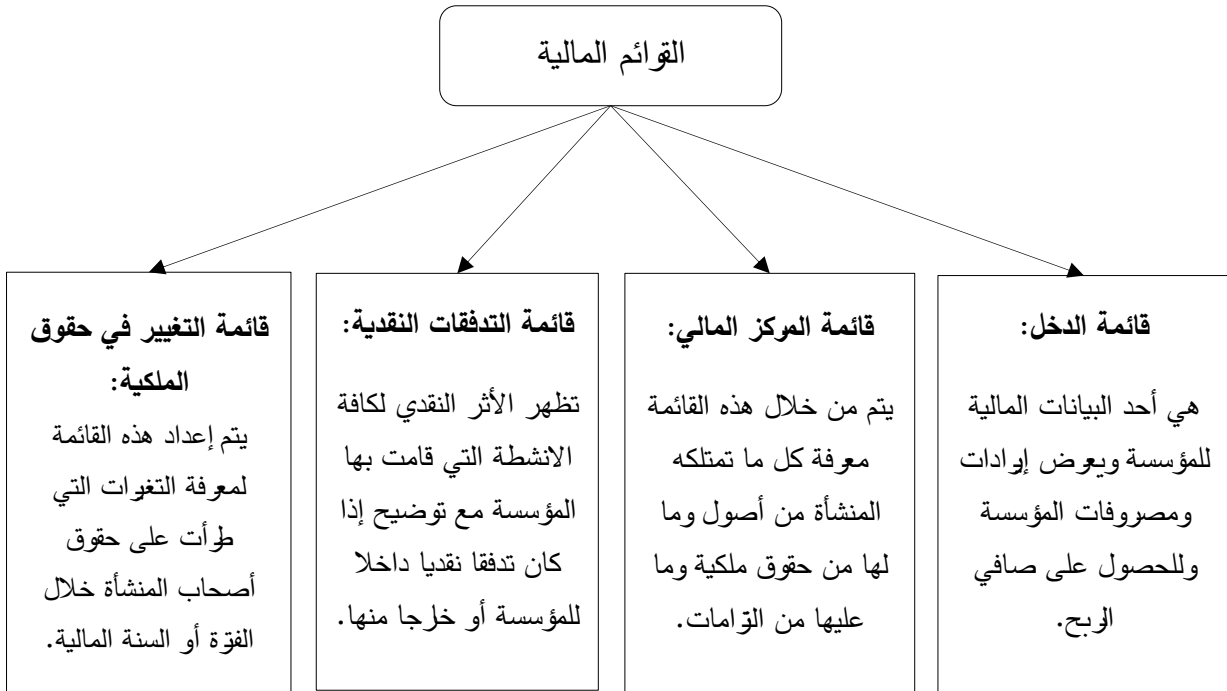 القوائم المالية
قائمة الدخل:
هي أحد البيانات المالية
للمؤسسة ويعرض إيرادات
ومصروفات المؤسسة
وللحصول على صافي
الربح.
قائمة المركز المالي:
يتم من خلال هذه القائمة
معرفة كل ما تمتلكه
المنشأة من أصول وما
لها من حقوق ملكية وما
عليها من التزامات.
قائمة التدفقات النقدية:
تظهر الأثر النقدي لكافة
الانشطة التي قامت بها
المؤسسة مع توضيح إذا
كان تدفقا نقديا داخلا
للمؤسسة أو خارجا منها.
قائمة التغيير في حقوق
الملكية:
يتم إعداد هذه القائمة
لمعرفة التغيرات التي
طرأت على حقوق
أصحاب المنشأة خلال
الفترة أو السنة المالية.